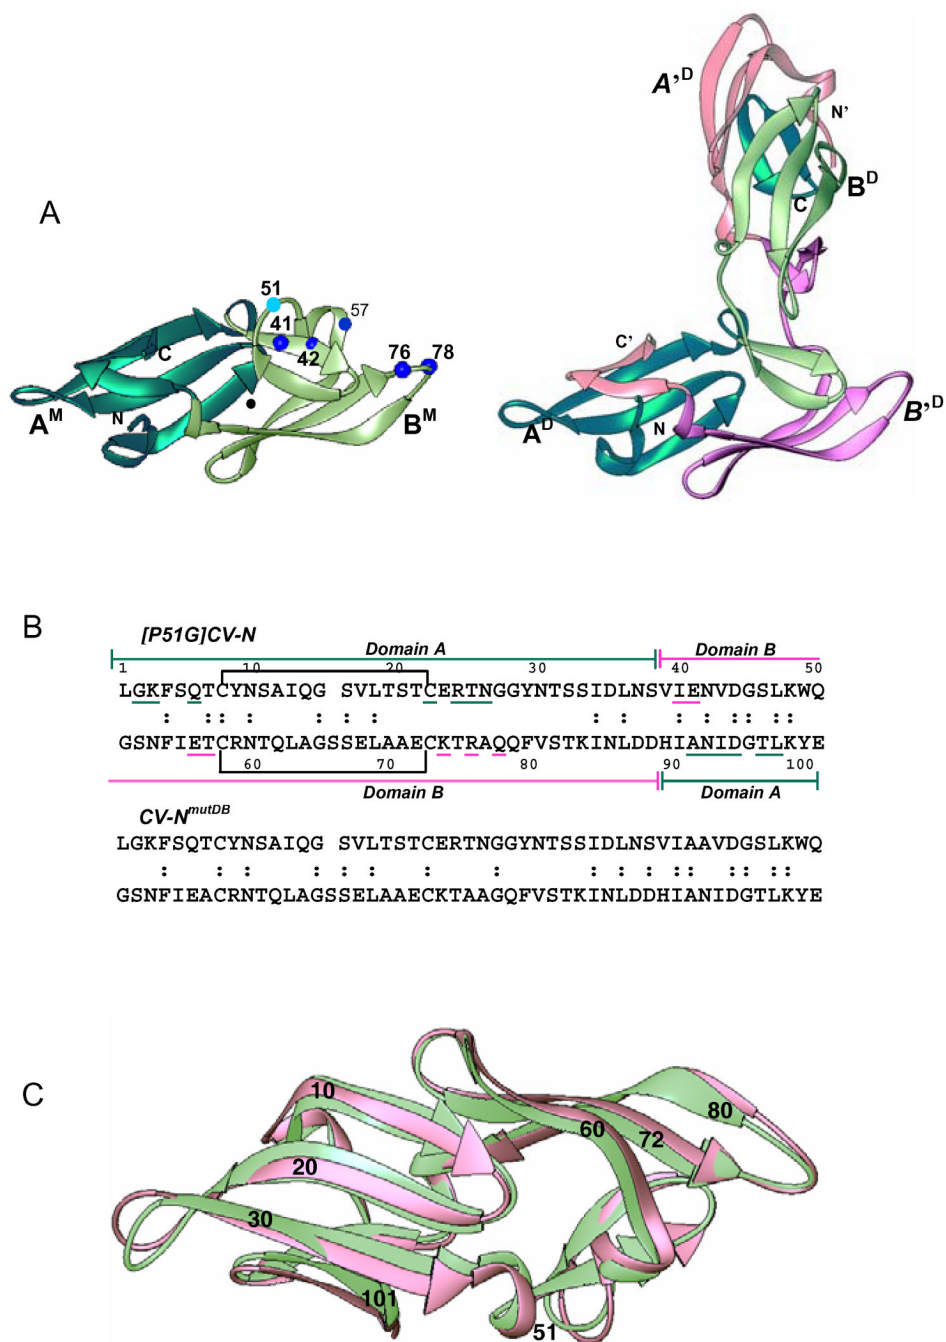 A
51
41
42
57
76
78
C
N
A^M
B^M
A'^D
N'
B^D
C
C'
A^D
N
B'^D
B
[P51G]CV-N
Domain A Domain B
1 10 20 30 40 50
LGKFSQTCYNSAIQG SVLTSTCERTNGGYNTSSIDLNSVIENVDGSLKWQ
: : : : : : : : : : : : :
GSNFIETCRNTQLAGSSELAAECKTRAQQFVSTKINLDDHIANIDGTLKYE
60 70 80 90 100
Domain B Domain A
CV-N^mutDB
LGKFSQTCYNSAIQG SVLTSTCERTNGGYNTSSIDLNSVIAAVDGSLKWQ
: : : : : : : : : : : : : :
GSNFIEACRNTQLAGSSELAAECKTAAGQFVSTKINLDDHIANIDGTLKYE
C
10
20
30
101
51
60
72
80